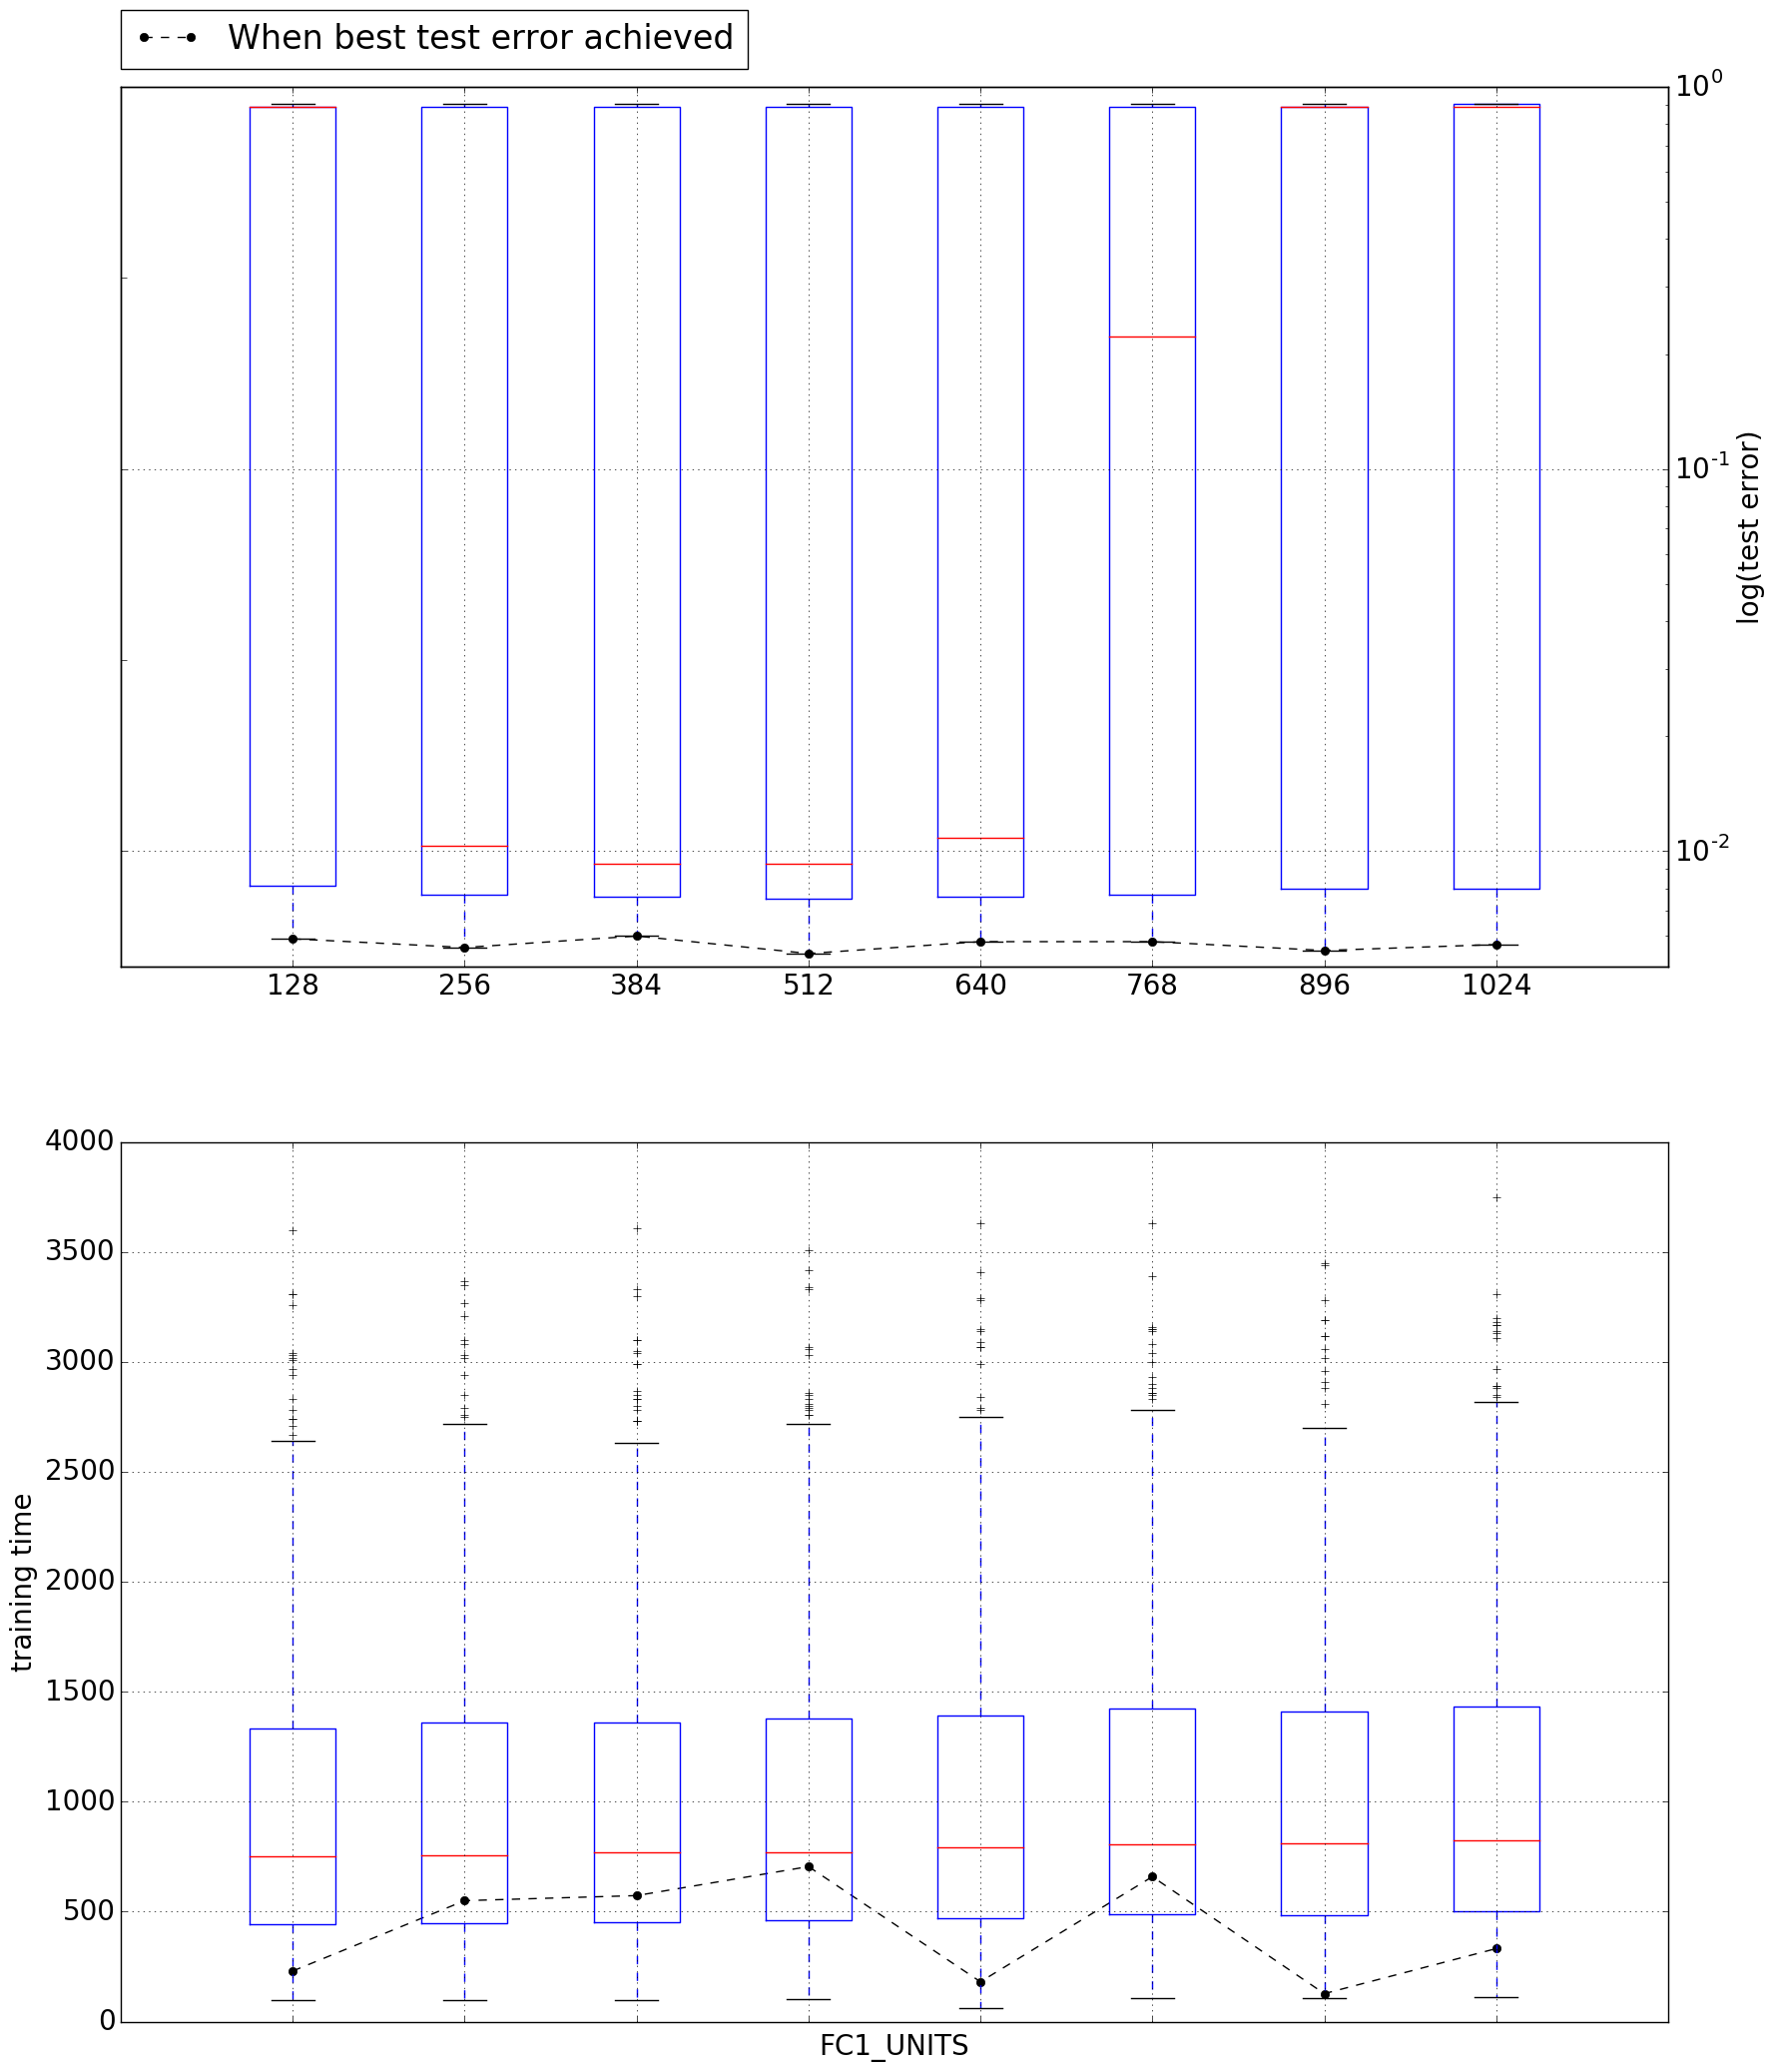 When best test error achieved
10^0
10^-1
10^-2
log(test error)
128 256 384 512 640 768 896 1024
4000
3500
3000
2500
2000
1500
1000
500
0
training time
FC1_UNITS